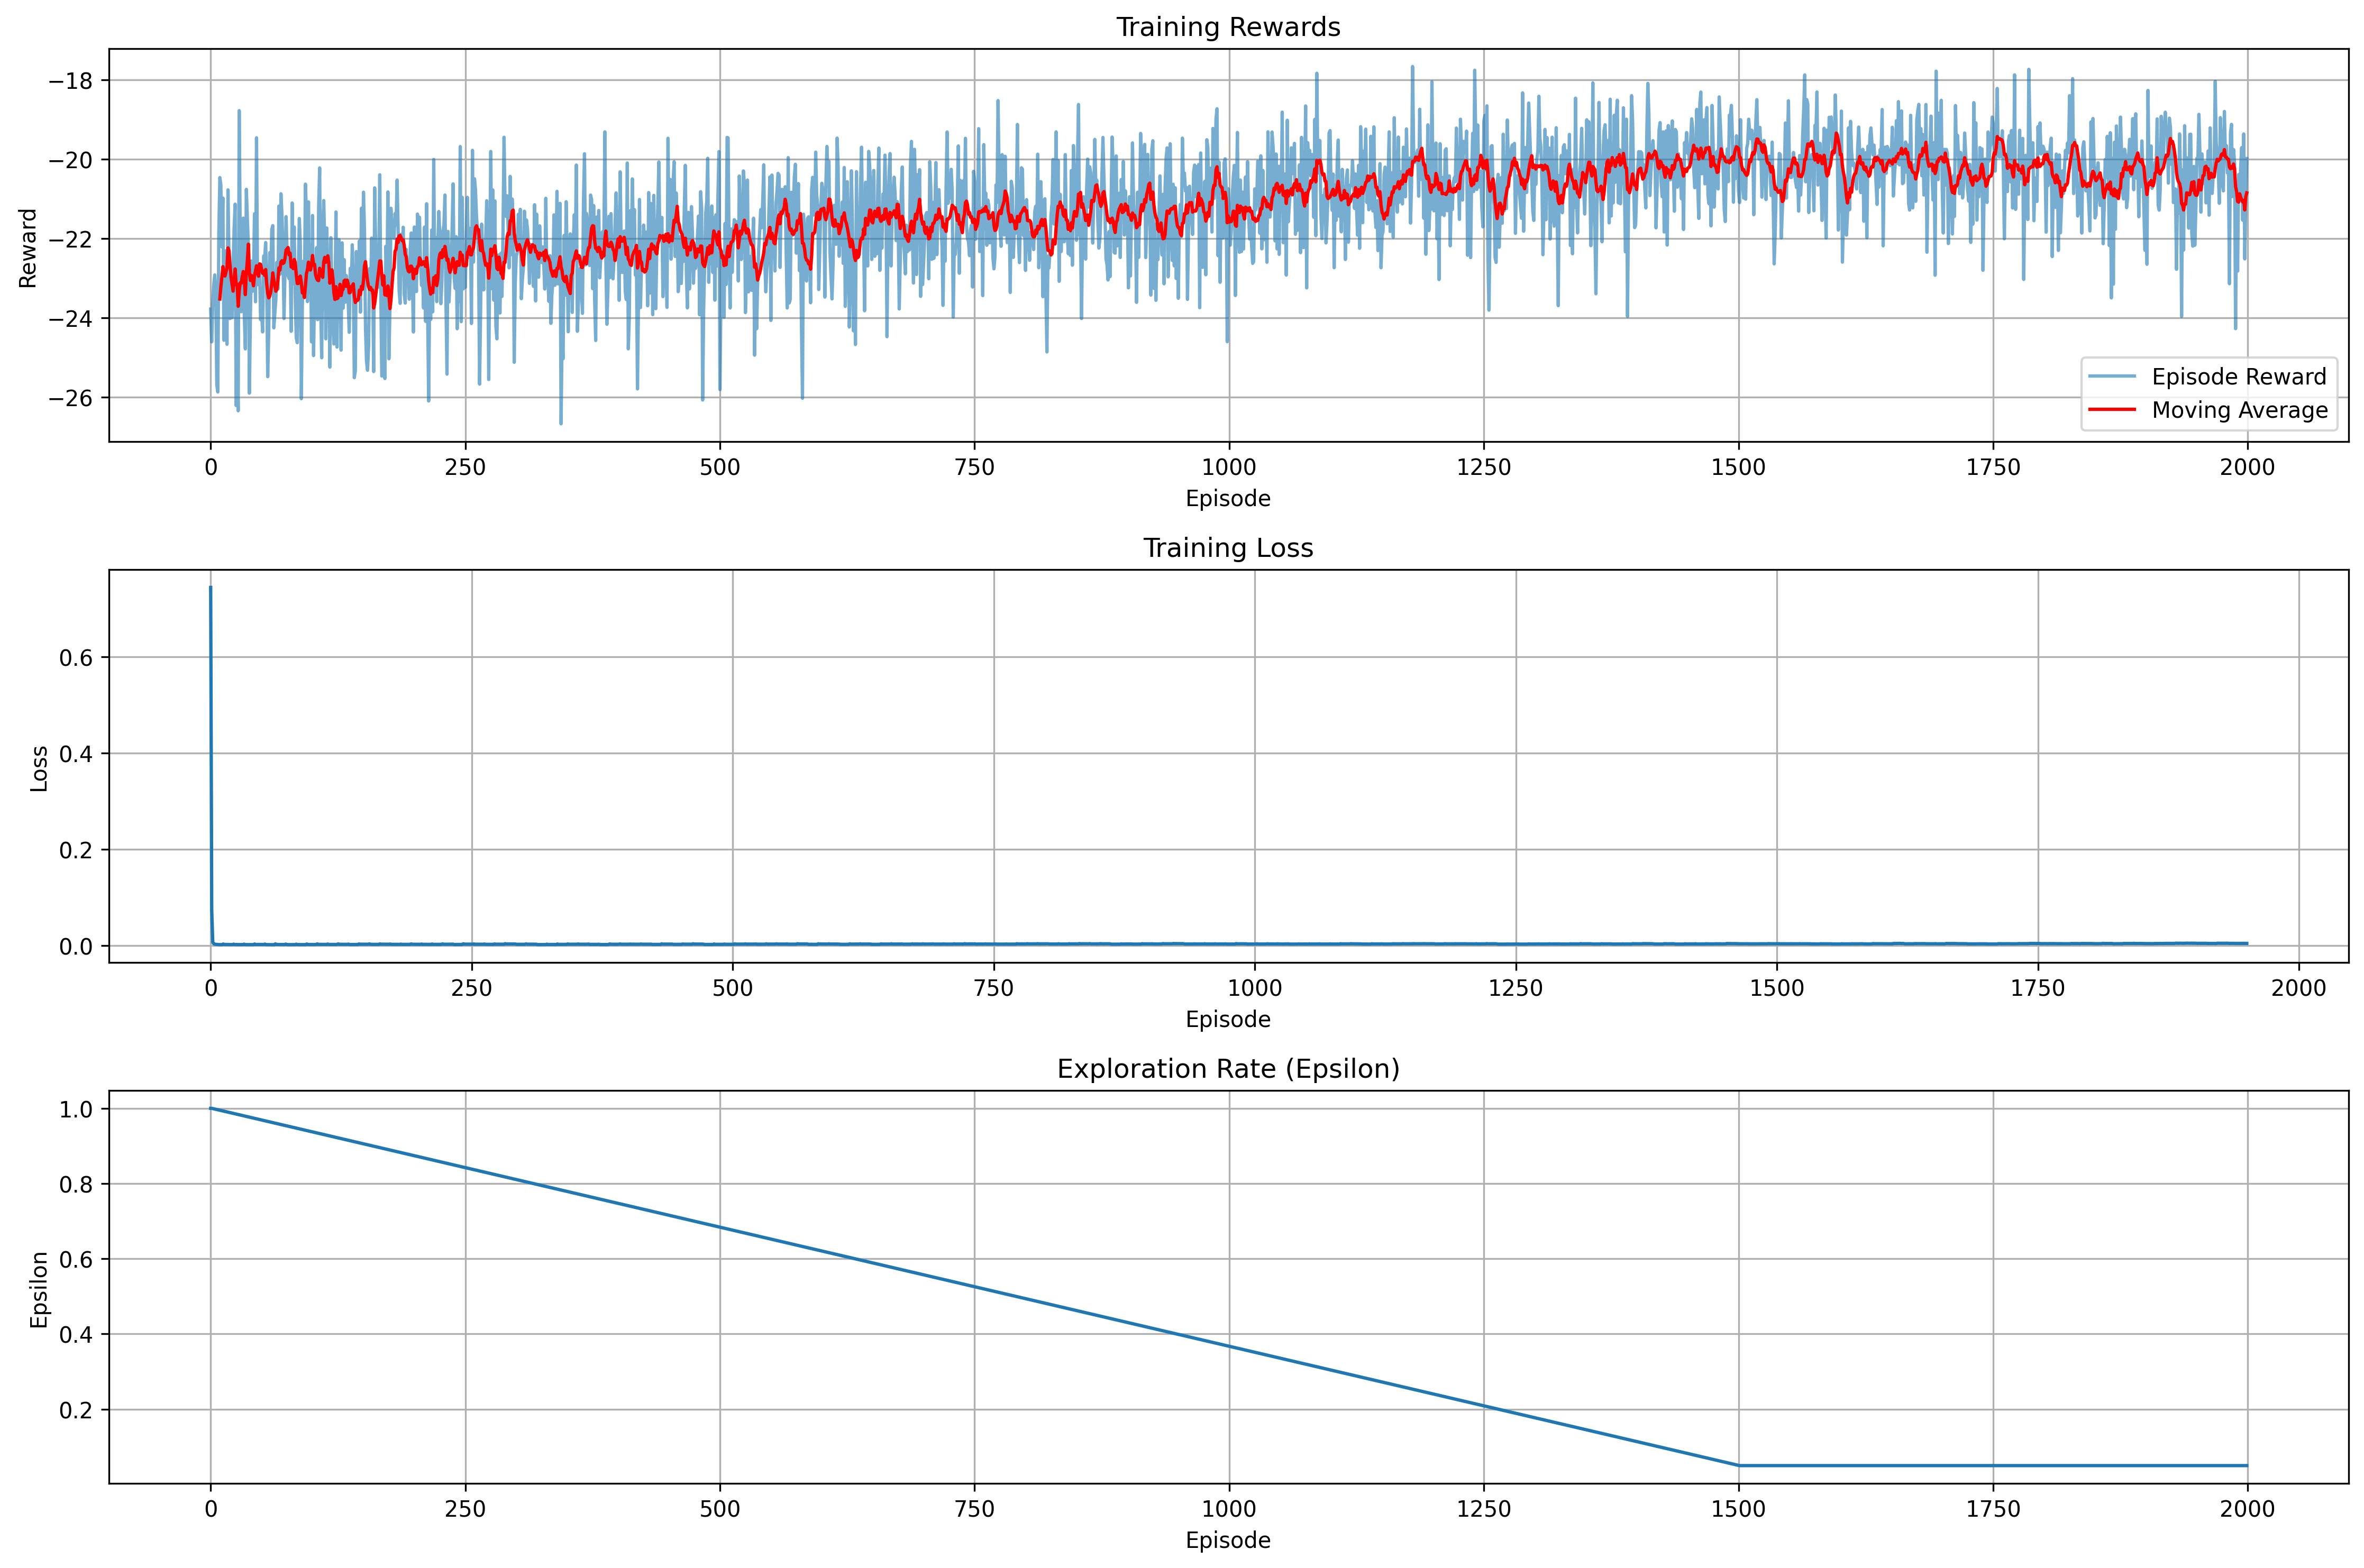 Training Rewards
Reward
−18
−20
−22
−24
−26
Episode Reward
Moving Average
0 250 500 750 1000 1250 1500 1750 2000
Episode
Training Loss
Loss
0.6
0.4
0.2
0.0
0 250 500 750 1000 1250 1500 1750 2000
Episode
Exploration Rate (Epsilon)
Epsilon
1.0
0.8
0.6
0.4
0.2
0 250 500 750 1000 1250 1500 1750 2000
Episode